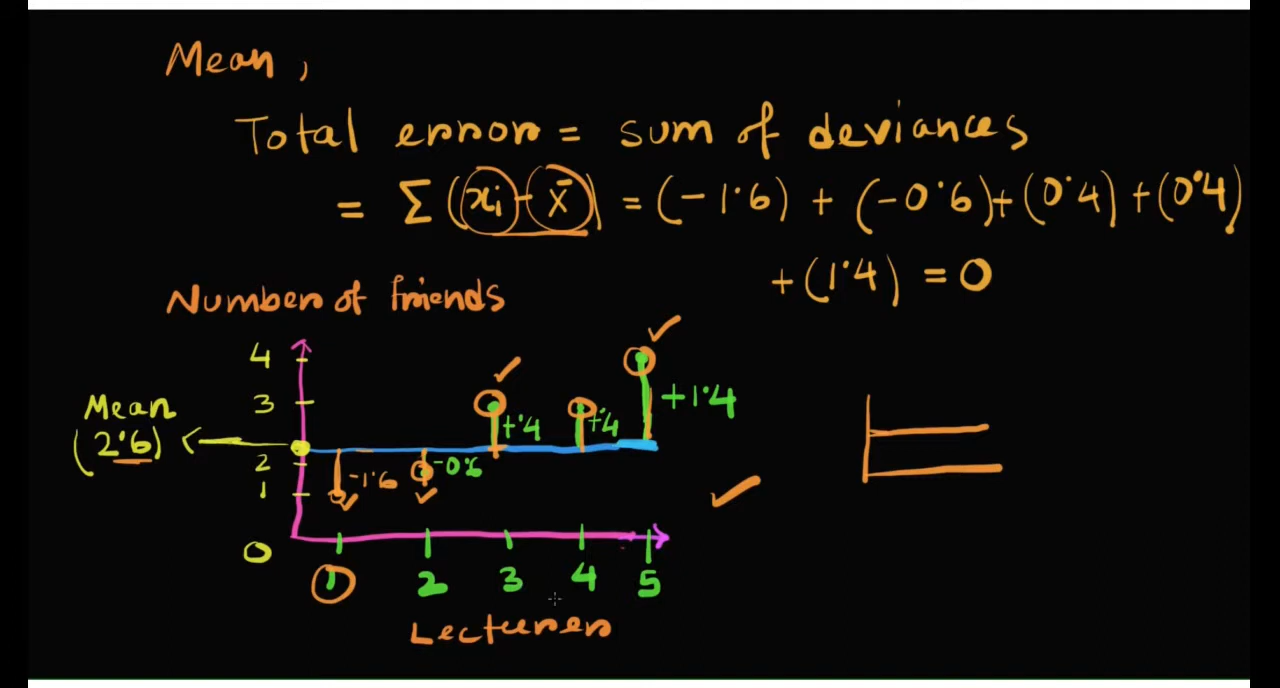 Mean,
Total error = sum of deviances
= Σ (xi - x̄) = (-1.6) + (-0.6) + (0.4) + (0.4)
+ (1.4) = 0
Number of friends
4
3
Mean
(2.6)
2
1
0
-1.6
-0.6
+.4
+.4
+1.4
1 2 3 4 5
Lecturer